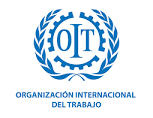 OIT
ORGANIZACIÓN INTERNACIONAL
DEL TRABAJO